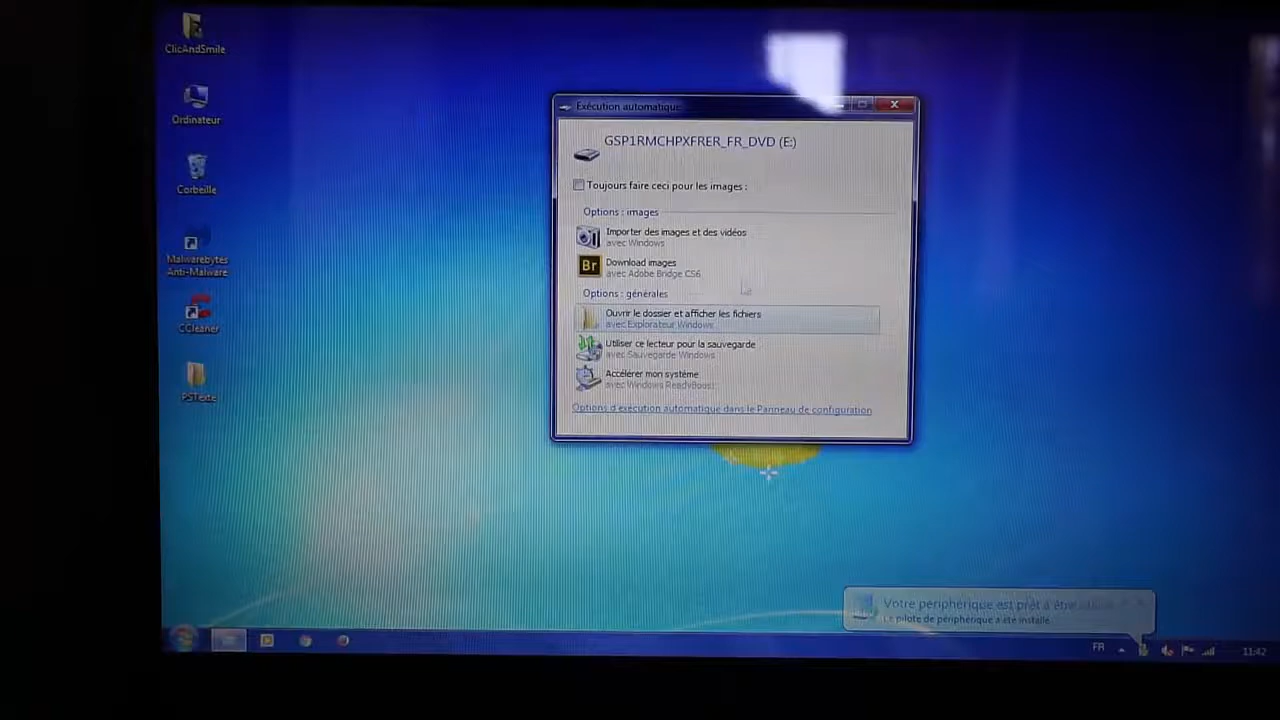 ClicAndSmile
Ordinateur
Corbeille
Malwarebytes
Anti-Malware
CCleaner
PSTexte
Exécution automatique
GSP1RMCHPXFRER_FR_DVD (E:)
Toujours faire ceci pour les images :
Options : images
Importer des images et des vidéos
avec Windows
Br
Download images
avec Adobe Bridge CS6
Options : générales
Ouvrir le dossier et afficher les fichiers
avec Explorateur Windows
Utiliser ce lecteur pour la sauvegarde
avec Sauvegarde Windows
Accélérer mon système
avec Windows ReadyBoost
Options d'exécution automatique dans le Panneau de configuration
Votre périphérique est prêt à être
Le pilote de périphérique a été installé
FR
11:42